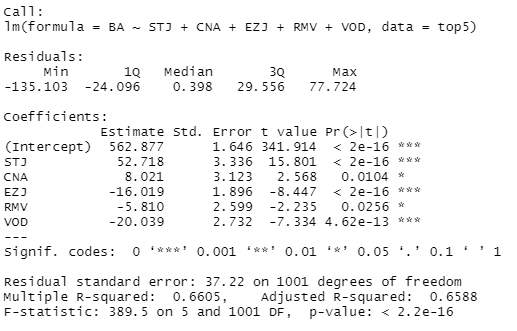 Call:
lm(formula = BA ~ STJ + CNA + EZJ + RMV + VOD, data = top5)
Residuals:
Min 1Q Median 3Q Max
-135.103 -24.096 0.398 29.556 77.724
Coefficients:
Estimate Std. Error t value Pr(>|t|)
(Intercept) 562.877 1.646 341.914 < 2e-16 ***
STJ 52.718 3.336 15.801 < 2e-16 ***
CNA 8.021 3.123 2.568 0.0104 *
EZJ -16.019 1.896 -8.447 < 2e-16 ***
RMV -5.810 2.599 -2.235 0.0256 *
VOD -20.039 2.732 -7.334 4.62e-13 ***
---
Signif. codes: 0 ‘***’ 0.001 ‘**’ 0.01 ‘*’ 0.05 ‘.’ 0.1 ‘ ’ 1
Residual standard error: 37.22 on 1001 degrees of freedom
Multiple R-squared: 0.6605, Adjusted R-squared: 0.6588
F-statistic: 389.5 on 5 and 1001 DF, p-value: < 2.2e-16